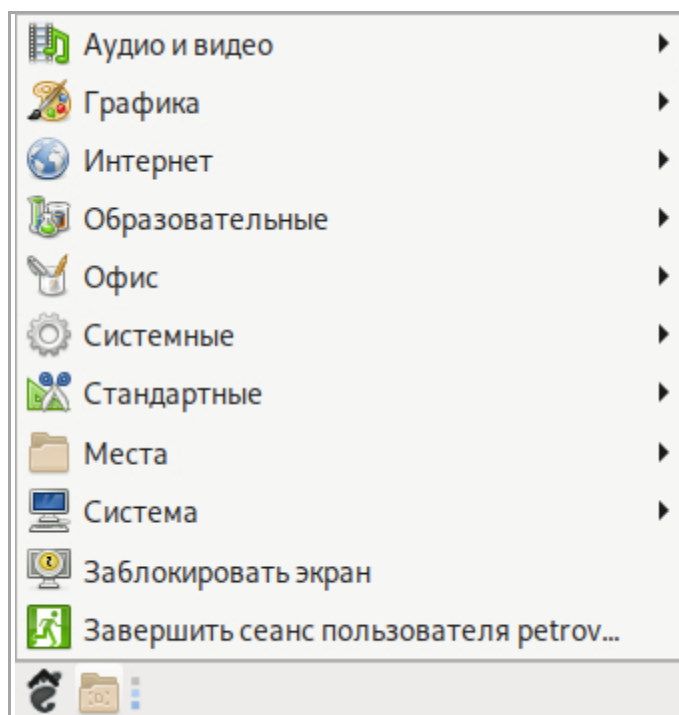 Аудио и видео
Графика
Интернет
Образовательные
Офис
Системные
Стандартные
Места
Система
Заблокировать экран
Завершить сеанс пользователя petrov...